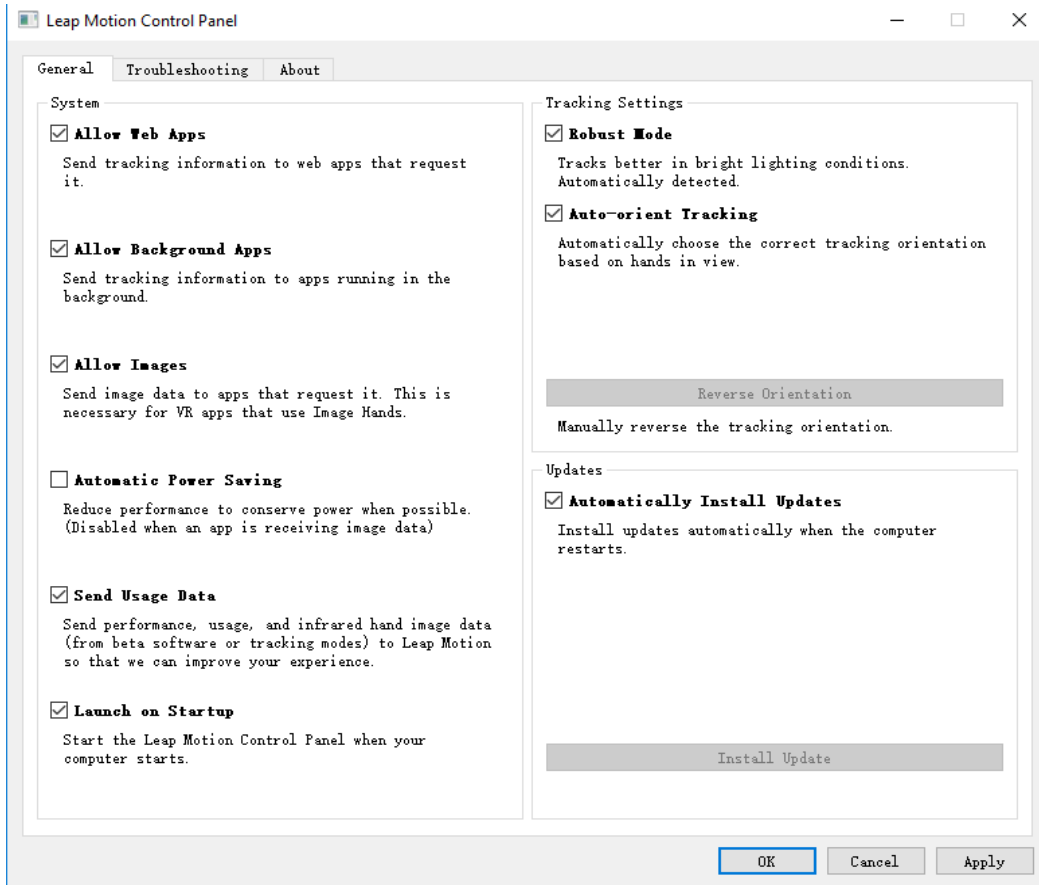 Leap Motion Control Panel
General
Troubleshooting
About
System
Allow Web Apps
Send tracking information to web apps that request
it.
Allow Background Apps
Send tracking information to apps running in the
background.
Allow Images
Send image data to apps that request it. This is
necessary for VR apps that use Image Hands.
Automatic Power Saving
Reduce performance to conserve power when possible.
(Disabled when an app is receiving image data)
Send Usage Data
Send performance, usage, and infrared hand image data
(from beta software or tracking modes) to Leap Motion
so that we can improve your experience.
Launch on Startup
Start the Leap Motion Control Panel when your
computer starts.
Tracking Settings
Robust Mode
Tracks better in bright lighting conditions.
Automatically detected.
Auto-orient Tracking
Automatically choose the correct tracking orientation
based on hands in view.
Reverse Orientation
Manually reverse the tracking orientation.
Updates
Automatically Install Updates
Install updates automatically when the computer
restarts.
Install Update
OK
Cancel
Apply